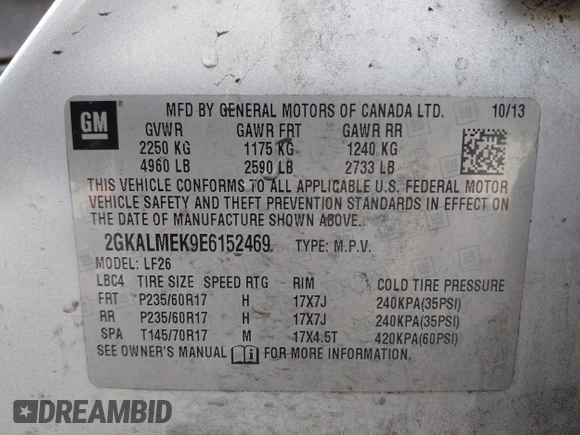 GM
MFD BY GENERAL MOTORS OF CANADA LTD. 10/13
GVWR GAWR FRT GAWR RR
2250 KG 1175 KG 1240 KG
4960 LB 2590 LB 2733 LB
THIS VEHICLE CONFORMS TO ALL APPLICABLE U.S. FEDERAL MOTOR
VEHICLE SAFETY AND THEFT PREVENTION STANDARDS IN EFFECT ON
THE DATE OF MANUFACTURE SHOWN ABOVE.
2GKALMEK9E6152469 TYPE: M.P.V.
MODEL: LF26
LBC4 TIRE SIZE SPEED RTG RIM COLD TIRE PRESSURE
FRT P235/60R17 H 17X7J 240KPA(35PSI)
RR P235/60R17 H 17X7J 240KPA(35PSI)
SPA T145/70R17 M 17X4.5T 420KPA(60PSI)
SEE OWNER'S MANUAL i FOR MORE INFORMATION.
DREAMBID